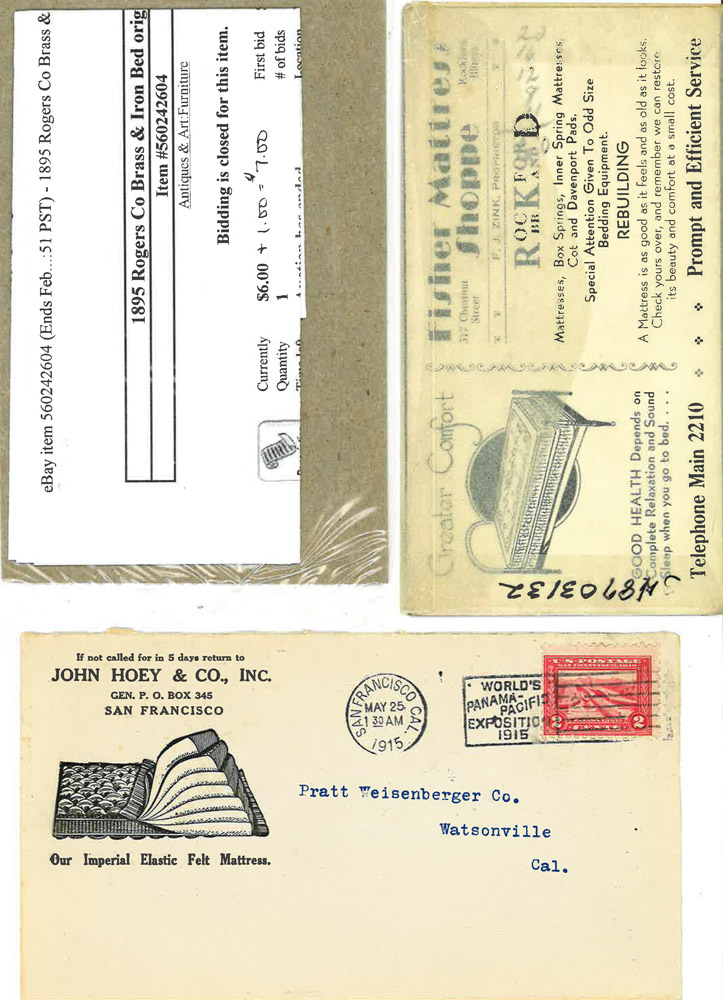 eBay item 560242604 (Ends Feb...:51 PST) - 1895 Rogers Co Brass &
1895 Rogers Co Brass & Iron Bed orig
Item #560242604
Antiques & Art:Furniture
Bidding is closed for this item.
Currently $6.00 + 1.00 = $7.00 First bid
Quantity 1 # of bids
Location
Greater Comfort
GOOD HEALTH Depends on
Complete Relaxation and Sound
Sleep when you go to bed. . . .
Fisher Mattress
Shoppe
317 Chestnut
Street
F. J. ZINK, PROPRIETOR
Mattresses, Box Springs, Inner Spring Mattresses,
Cot and Davenport Pads.
Special Attention Given To Odd Size
Bedding Equipment.
REBUILDING
A Mattress is as good as it feels and as old as it looks.
Check yours over, and remember we can restore
its beauty and comfort at a small cost.
Telephone Main 2210 Prompt and Efficient Service
If not called for in 5 days return to
JOHN HOEY & CO., INC.
GEN. P. O. BOX 345
SAN FRANCISCO
Our Imperial Elastic Felt Mattress.
SAN FRANCISCO CAL.
MAY 25
1 30 AM
1915
WORLD'S
PANAMA-
PACIFIC
EXPOSITIO
1915
U·S·POSTAGE
2 2
Pratt Weisenberger Co.
Watsonville
Cal.